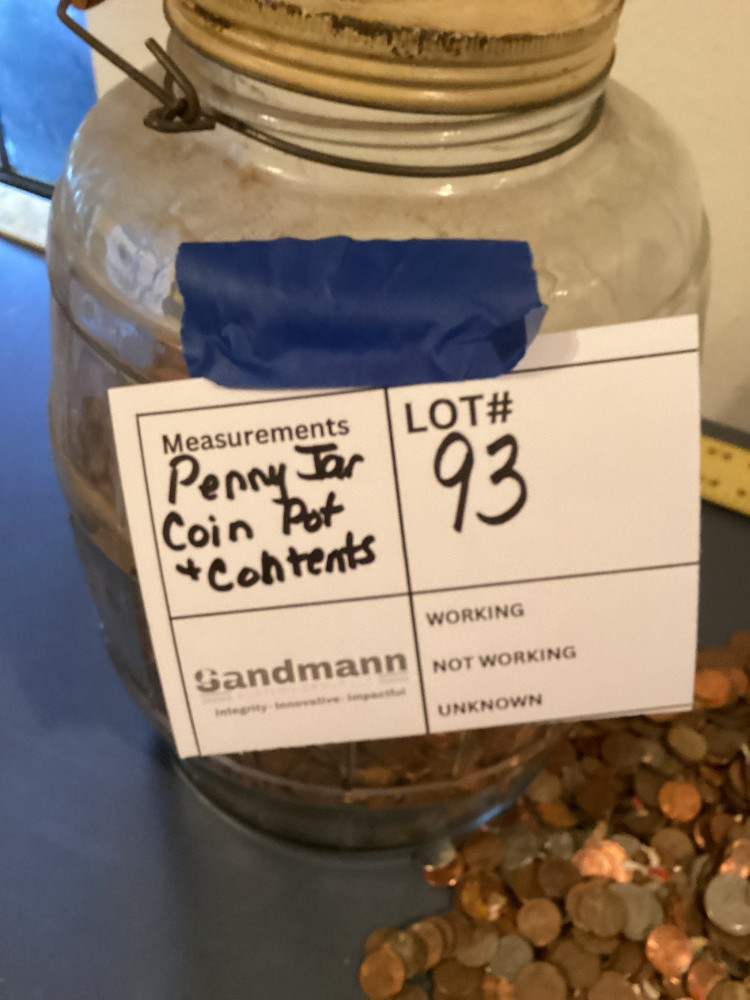 Measurements
Penny Jar
Coin Pot
+ Contents
LOT#
93
Sandmann
Integrity - Innovative - Impactful
WORKING
NOT WORKING
UNKNOWN